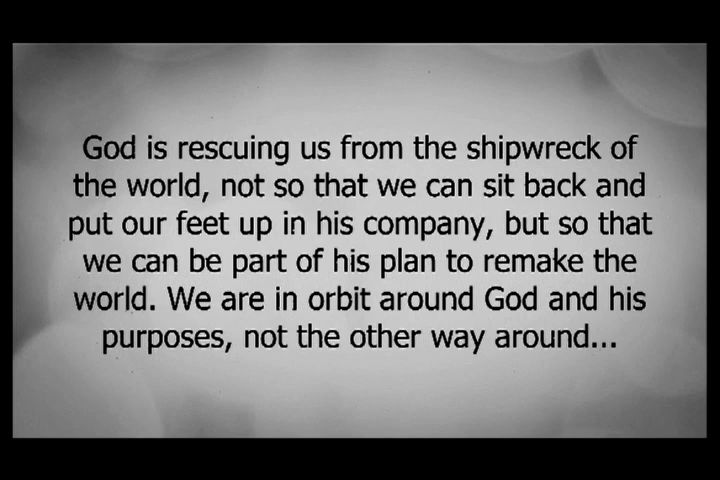 God is rescuing us from the shipwreck of
the world, not so that we can sit back and
put our feet up in his company, but so that
we can be part of his plan to remake the
world. We are in orbit around God and his
purposes, not the other way around...